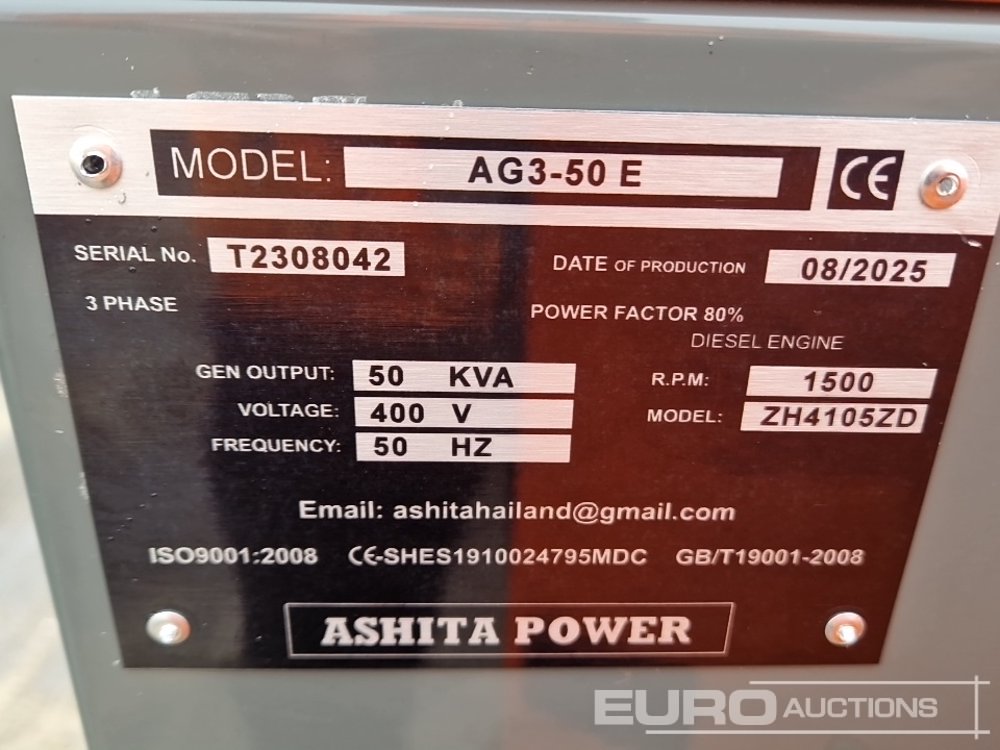 MODEL: AG3-50 E CE
SERIAL No. T2308042 DATE OF PRODUCTION 08/2025
3 PHASE POWER FACTOR 80%
DIESEL ENGINE
GEN OUTPUT: 50 KVA R.P.M: 1500
VOLTAGE: 400 V MODEL: ZH4105ZD
FREQUENCY: 50 HZ
Email: ashitahailand@gmail.com
ISO9001:2008 CE-SHES1910024795MDC GB/T19001-2008
ASHITA POWER
EURO AUCTIONS